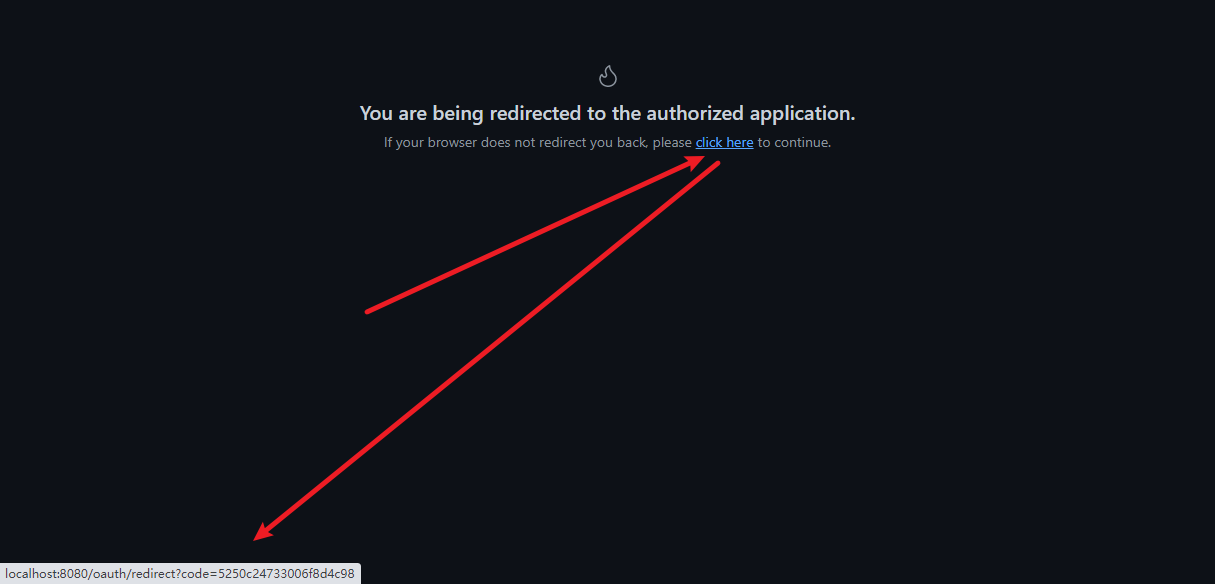 You are being redirected to the authorized application.
If your browser does not redirect you back, please click here to continue.
localhost:8080/oauth/redirect?code=5250c24733006f8d4c98